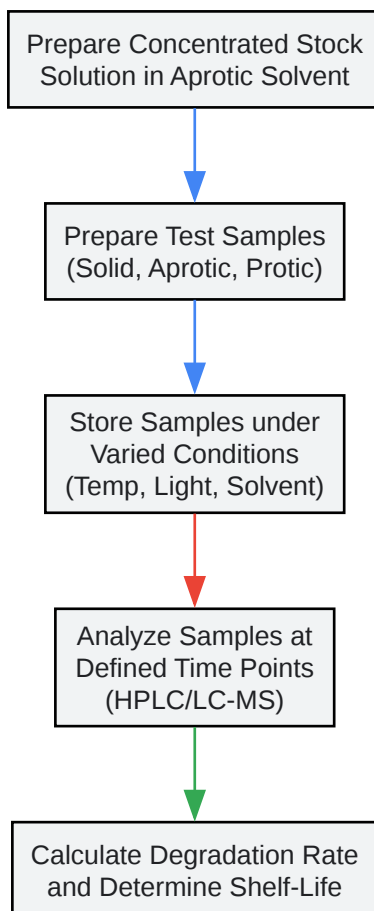 Prepare Concentrated Stock
Solution in Aprotic Solvent
Prepare Test Samples
(Solid, Aprotic, Protic)
Store Samples under
Varied Conditions
(Temp, Light, Solvent)
Analyze Samples at
Defined Time Points
(HPLC/LC-MS)
Calculate Degradation Rate
and Determine Shelf-Life